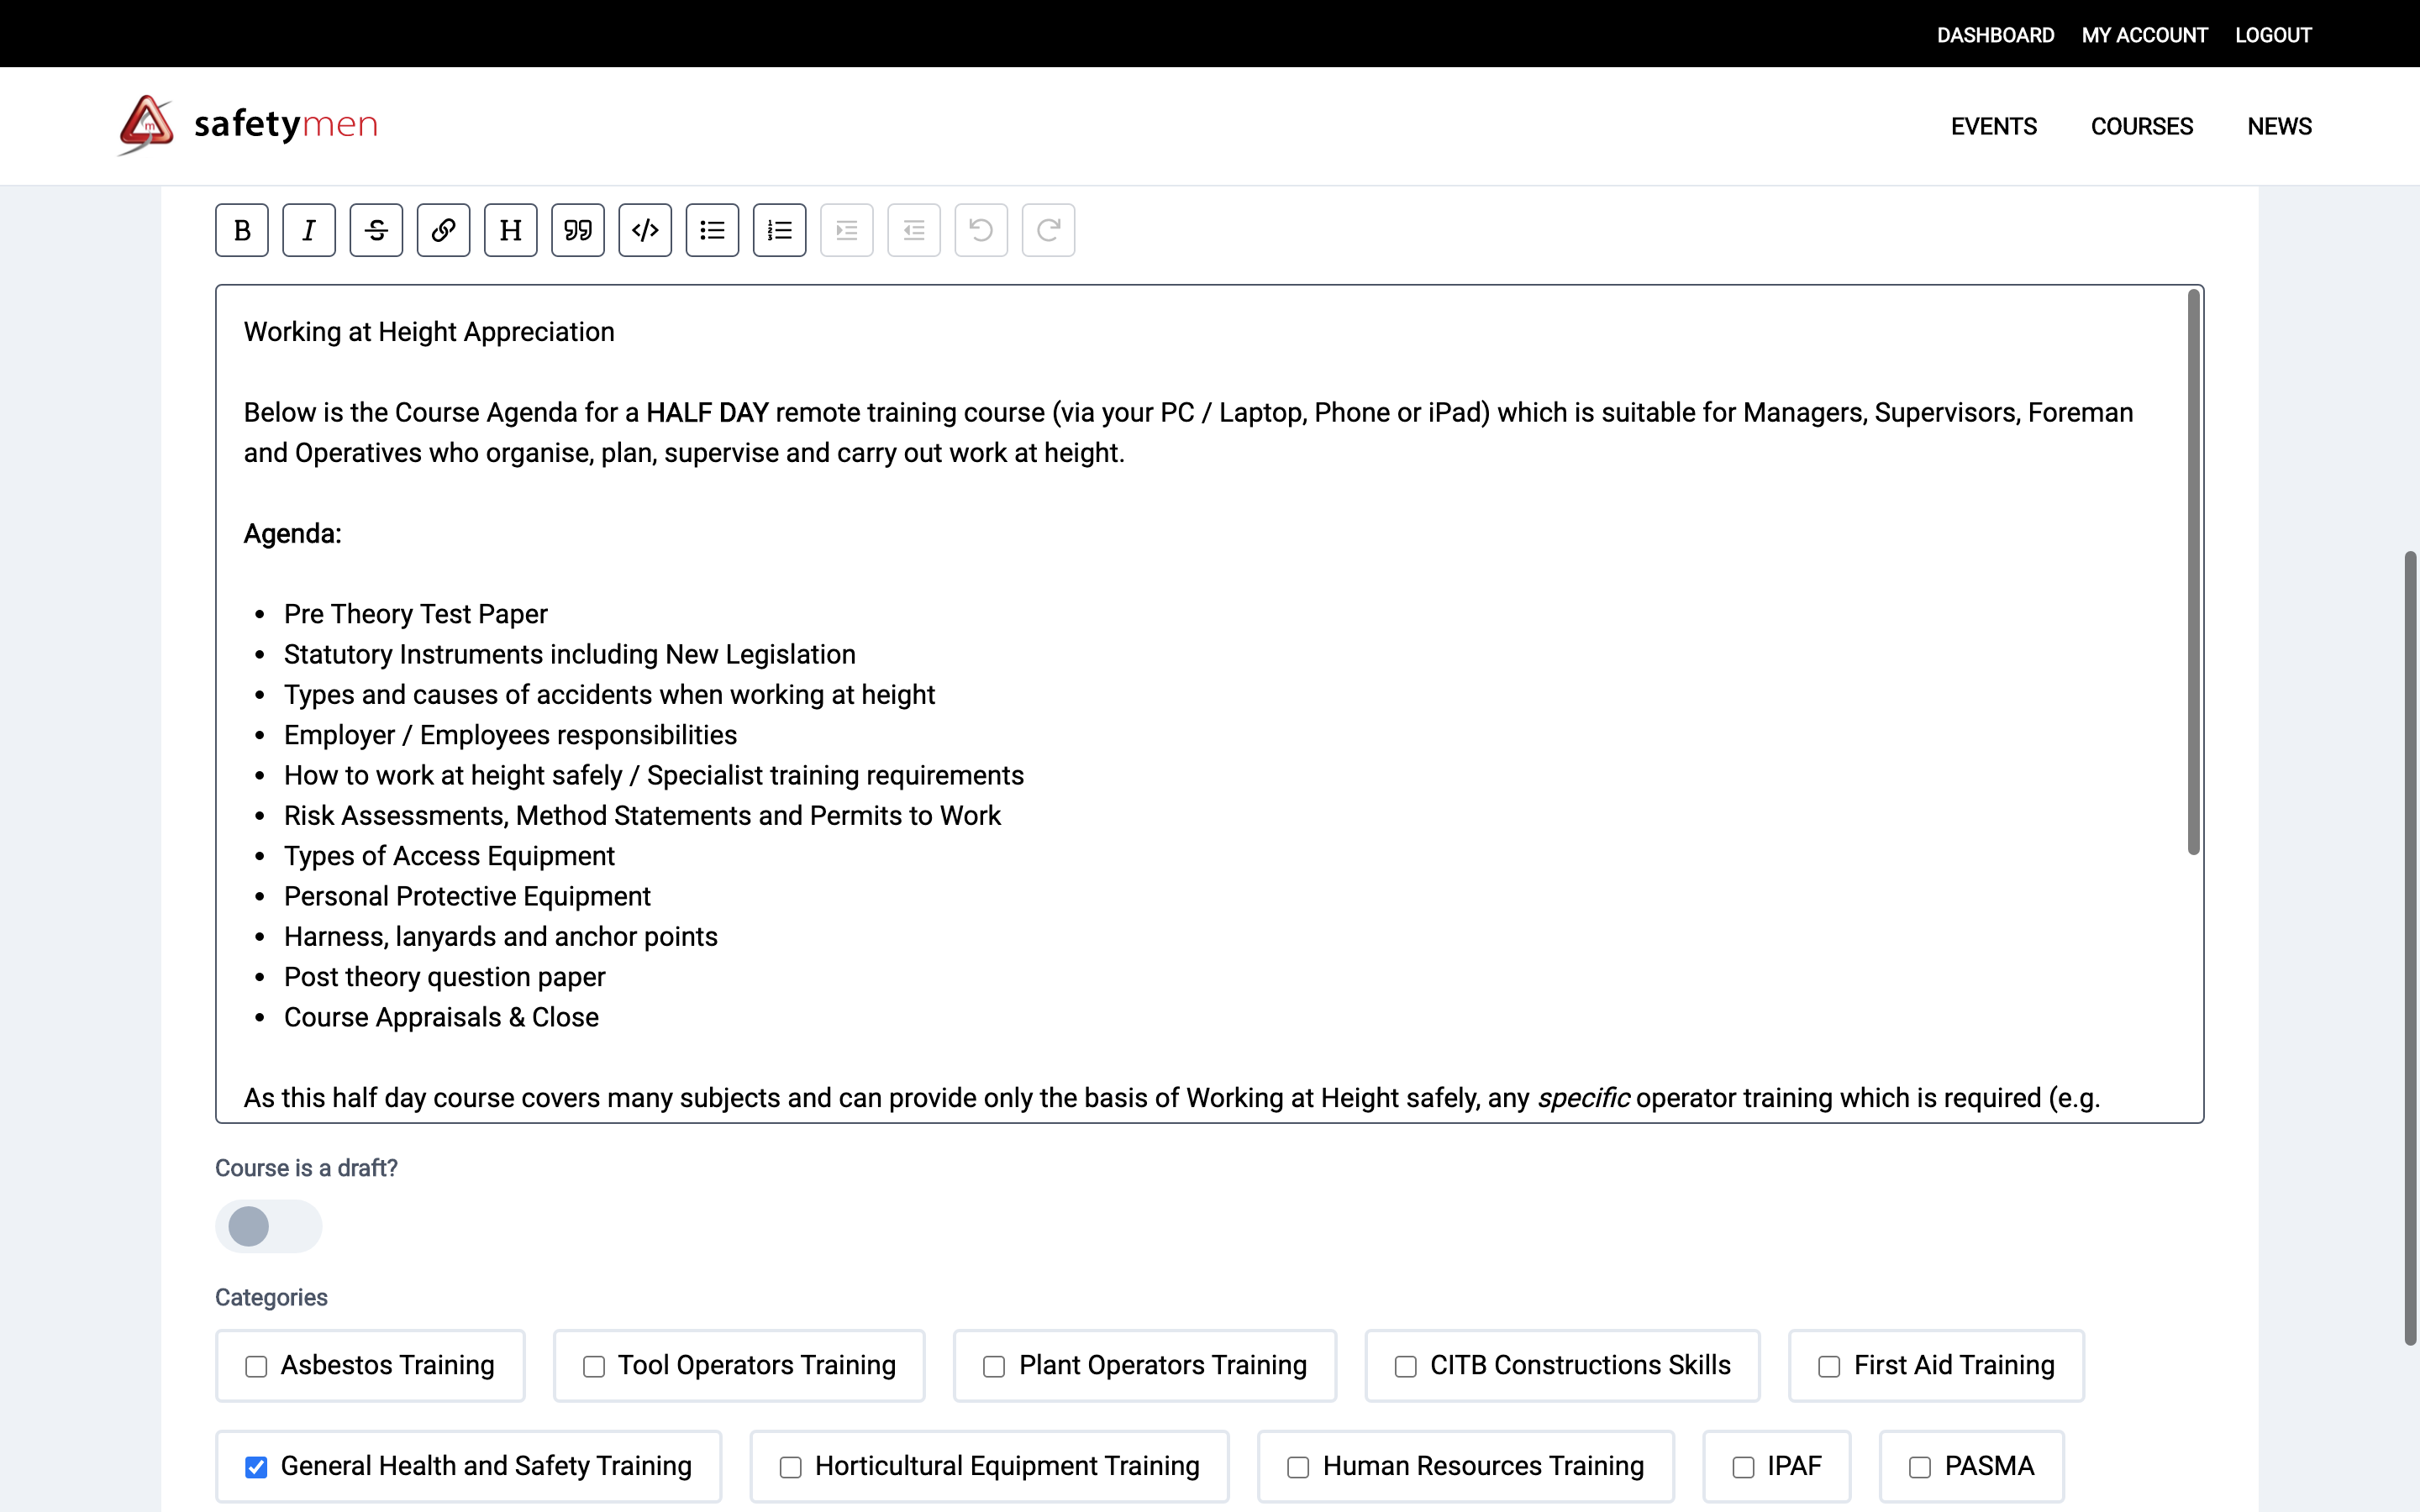 DASHBOARD MY ACCOUNT LOGOUT
safetymen
EVENTS COURSES NEWS
Working at Height Appreciation
Below is the Course Agenda for a HALF DAY remote training course (via your PC / Laptop, Phone or iPad) which is suitable for Managers, Supervisors, Foreman
and Operatives who organise, plan, supervise and carry out work at height.
Agenda:
• Pre Theory Test Paper
• Statutory Instruments including New Legislation
• Types and causes of accidents when working at height
• Employer / Employees responsibilities
• How to work at height safely / Specialist training requirements
• Risk Assessments, Method Statements and Permits to Work
• Types of Access Equipment
• Personal Protective Equipment
• Harness, lanyards and anchor points
• Post theory question paper
• Course Appraisals & Close
As this half day course covers many subjects and can provide only the basis of Working at Height safely, any specific operator training which is required (e.g.
Course is a draft?
Categories
Asbestos Training Tool Operators Training Plant Operators Training CITB Constructions Skills First Aid Training
General Health and Safety Training Horticultural Equipment Training Human Resources Training IPAF PASMA